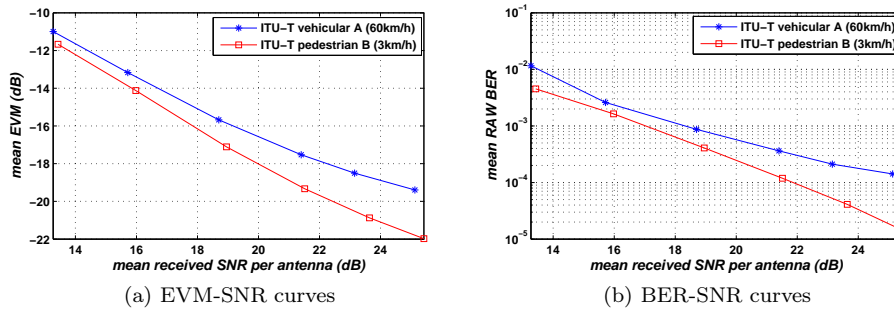 −10
−12
−14
−16
−18
−20
−22
14 16 18 20 22 24
mean EVM (dB)
mean received SNR per antenna (dB)
ITU−T vehicular A (60km/h)
ITU−T pedestrian B (3km/h)
(a) EVM-SNR curves
10−1
10−2
10−3
10−4
10−5
14 16 18 20 22 24
mean RAW BER
mean received SNR per antenna (dB)
ITU−T vehicular A (60km/h)
ITU−T pedestrian B (3km/h)
(b) BER-SNR curves